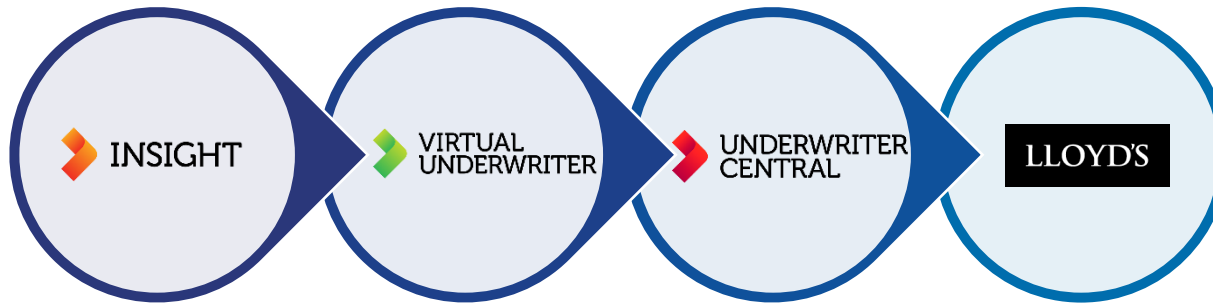 INSIGHT
VIRTUAL
UNDERWRITER
UNDERWRITER
CENTRAL
LLOYD'S